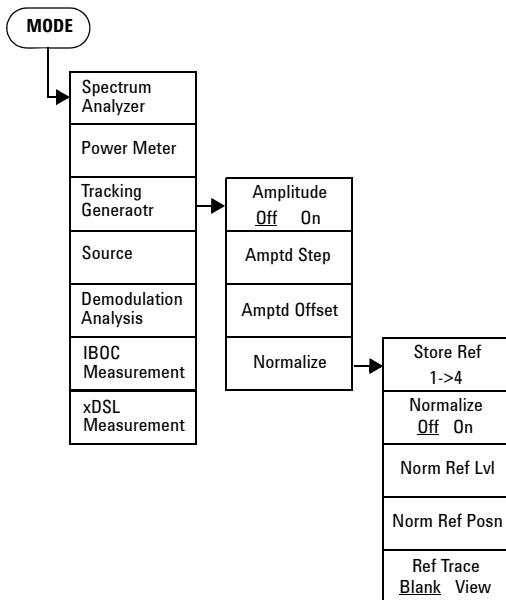 MODE
Spectrum
Analyzer
Power Meter
Tracking
Generaotr
Source
Demodulation
Analysis
IBOC
Measurement
xDSL
Measurement
Amplitude
Off On
Amptd Step
Amptd Offset
Normalize
Store Ref
1->4
Normalize
Off On
Norm Ref Lvl
Norm Ref Posn
Ref Trace
Blank View